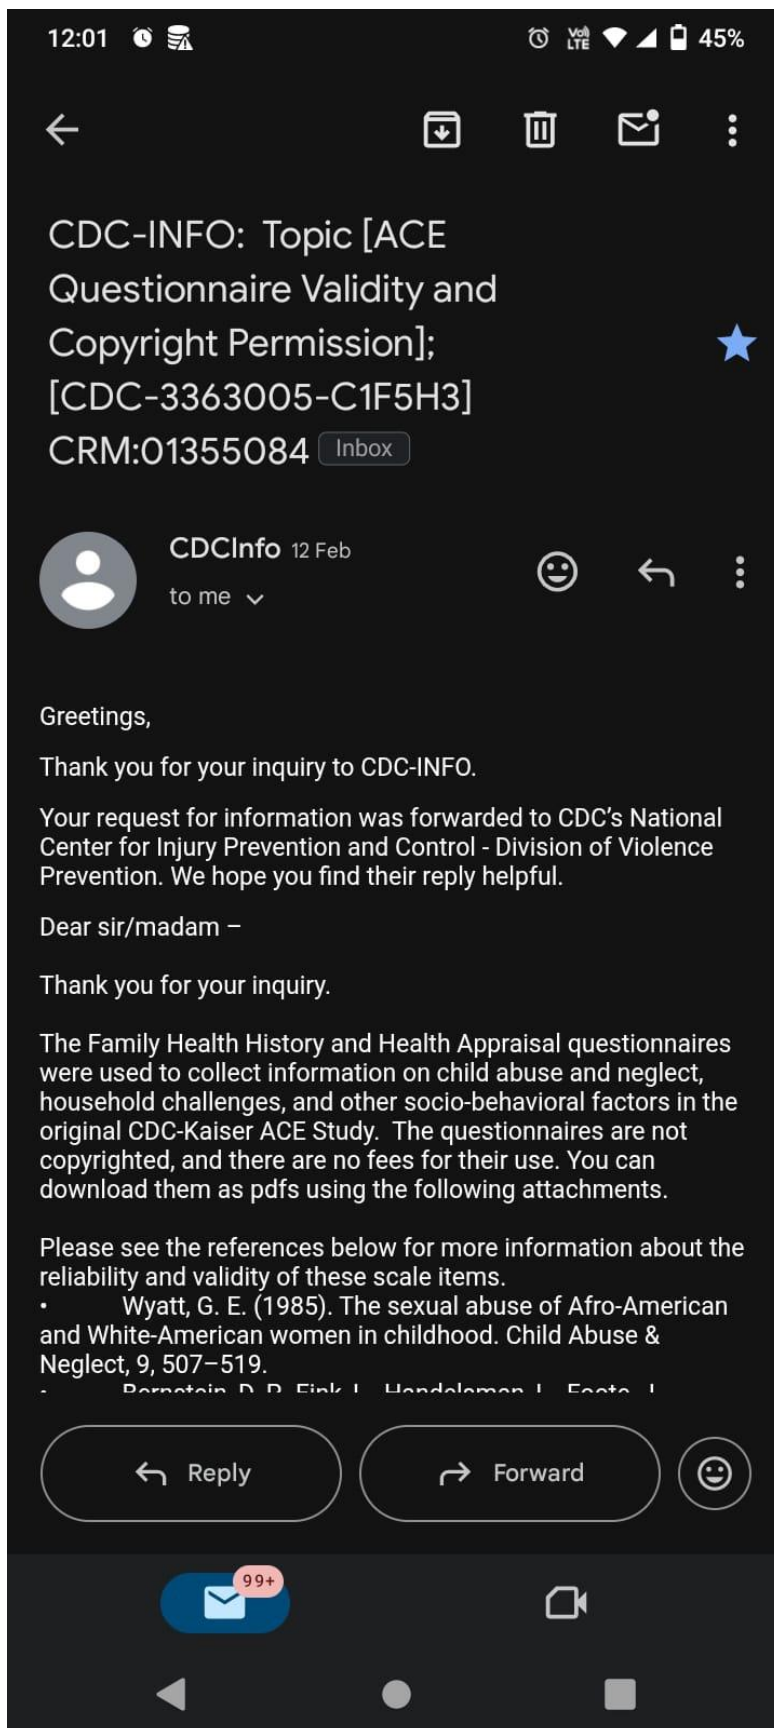 12:01
Vo) LTE
45%
CDC-INFO:  Topic [ACE
Questionnaire Validity and
Copyright Permission];
[CDC-3363005-C1F5H3]
CRM:01355084 Inbox
CDCInfo 12 Feb
to me
Greetings,
Thank you for your inquiry to CDC-INFO.
Your request for information was forwarded to CDC’s National
Center for Injury Prevention and Control - Division of Violence
Prevention. We hope you find their reply helpful.
Dear sir/madam –
Thank you for your inquiry.
The Family Health History and Health Appraisal questionnaires
were used to collect information on child abuse and neglect,
household challenges, and other socio-behavioral factors in the
original CDC-Kaiser ACE Study.  The questionnaires are not
copyrighted, and there are no fees for their use. You can
download them as pdfs using the following attachments.
Please see the references below for more information about the
reliability and validity of these scale items.
• Wyatt, G. E. (1985). The sexual abuse of Afro-American
and White-American women in childhood. Child Abuse &
Neglect, 9, 507–519.
• Bernstein, D. P., Fink, L., Handelsman, L., Foote, J.,
Reply
Forward
99+